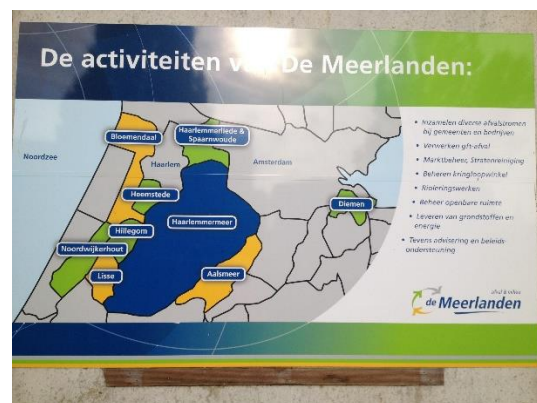 De activiteiten van De Meerlanden:
Bloemendaal
Haarlemmerliede &
Spaarnwoude
Noordzee
Haarlem
Amsterdam
Heemstede
Diemen
Hillegom
Haarlemmermeer
Noordwijkerhout
Lisse
Aalsmeer
• Inzamelen diverse afvalstromen
bij gemeenten en bedrijven
• Verwerken gft-afval
• Marktbeheer, Straatreiniging
• Beheren kringloopwinkel
• Rioleringswerken
• Beheer openbare ruimte
• Leveren van grondstoffen en
energie
• Tevens advisering en beleids
ondersteuning
de Meerlanden